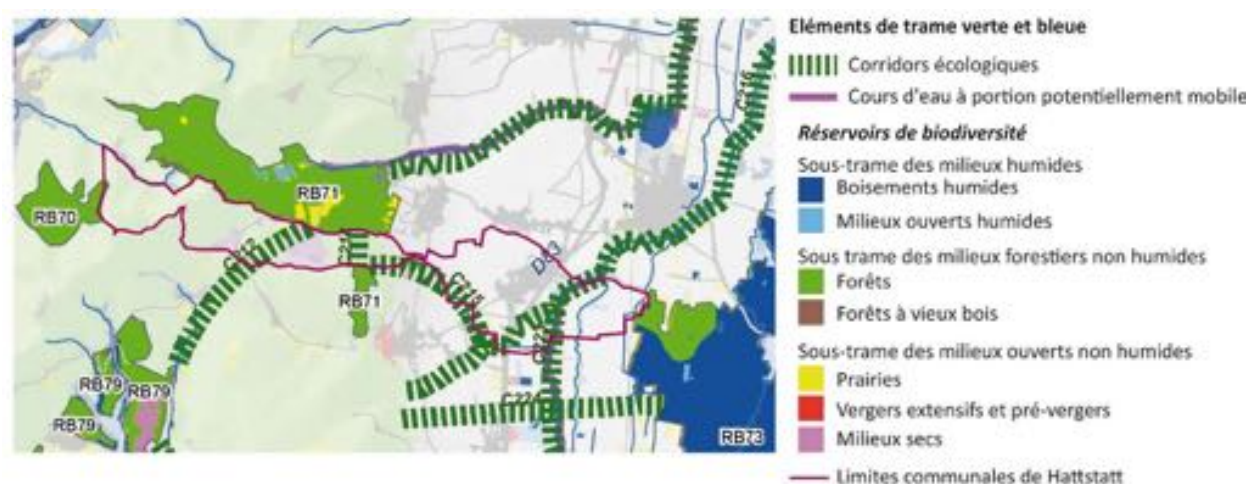 RB71
RB70
C216
D83
C212
RB71
C215
RB79
RB79
RB79
RB73
Eléments de trame verte et bleue
Corridors écologiques
Cours d'eau à portion potentiellement mobile
Réservoirs de biodiversité
Sous-trame des milieux humides
Boisements humides
Milieux ouverts humides
Sous trame des milieux forestiers non humides
Forêts
Forêts à vieux bois
Sous-trame des milieux ouverts non humides
Prairies
Vergers extensifs et pré-vergers
Milieux secs
Limites communales de Hattstatt